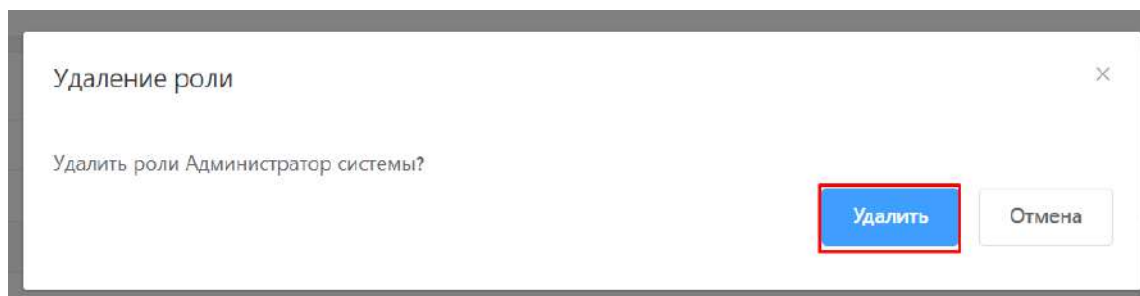 Удаление роли
Удалить роли Администратор системы?
Удалить
Отмена